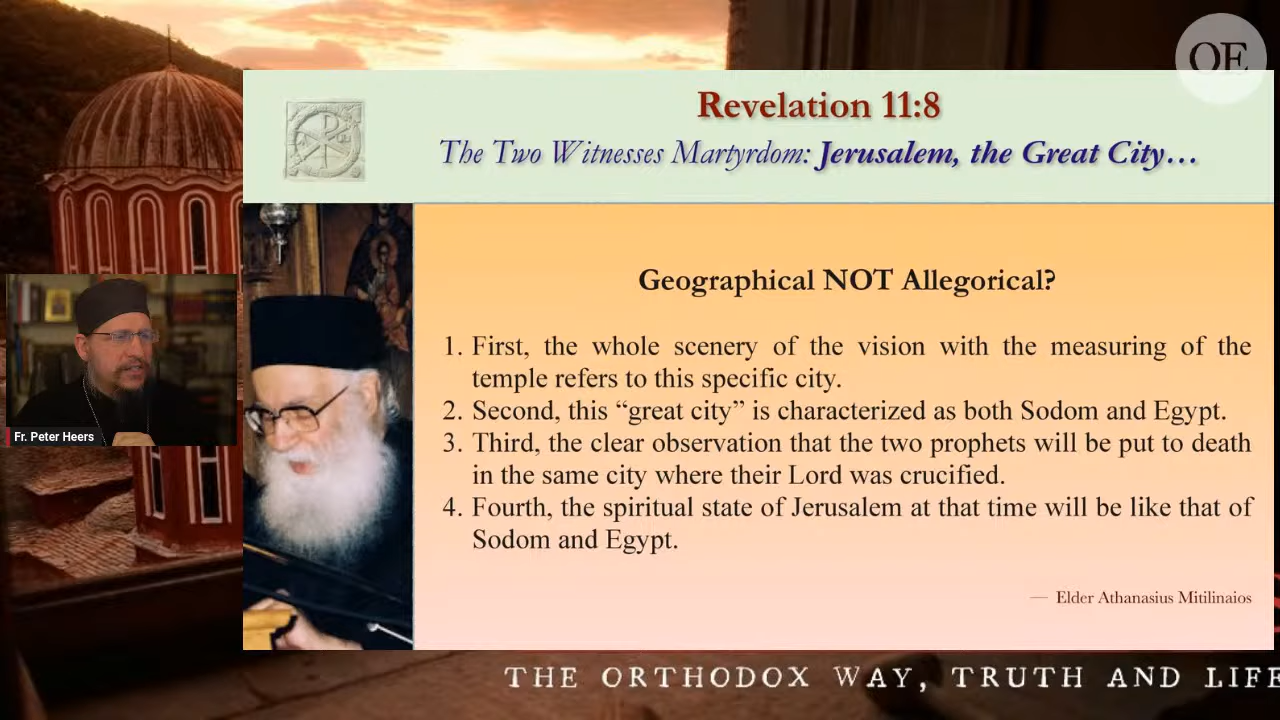 OE
Revelation 11:8
The Two Witnesses Martyrdom: Jerusalem, the Great City…
Geographical NOT Allegorical?
1. First, the whole scenery of the vision with the measuring of the
temple refers to this specific city.
2. Second, this “great city” is characterized as both Sodom and Egypt.
3. Third, the clear observation that the two prophets will be put to death
in the same city where their Lord was crucified.
4. Fourth, the spiritual state of Jerusalem at that time will be like that of
Sodom and Egypt.
— Elder Athanasius Mitilinaios
Fr. Peter Heers
THE ORTHODOX WAY, TRUTH AND LIFE